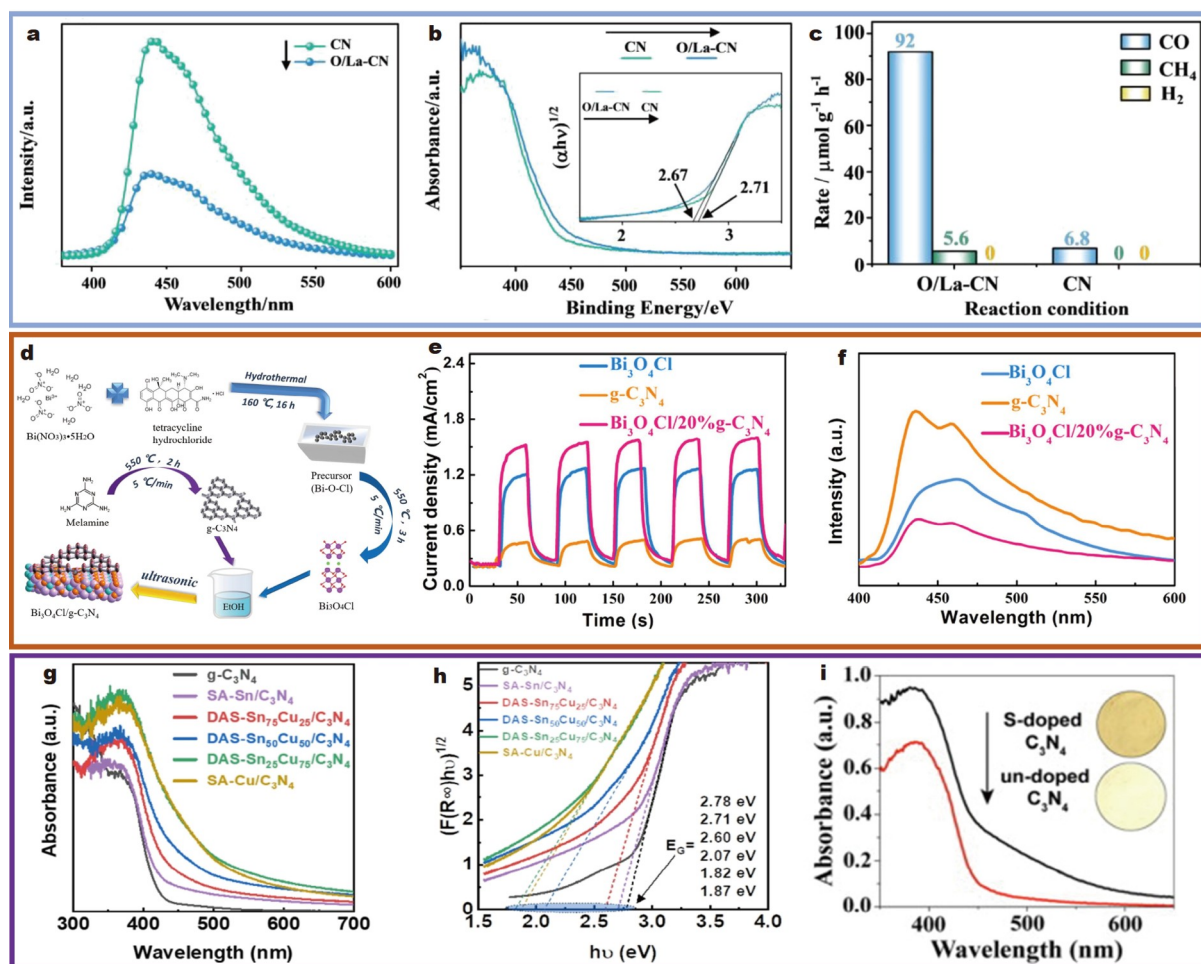 a
CN
O/La-CN
Intensity/a.u.
400 450 500 550 600
Wavelength/nm
b
CN O/La-CN
O/La-CN CN
(αhν)1/2
2.67
2.71
2 3
Absorbance/a.u.
400 450 500 550 600
Binding Energy/eV
c
CO
CH4
H2
Rate / μmol g-1 h-1
100
80
60
40
20
0
92
5.6
0
6.8
0
0
O/La-CN CN
Reaction condition
d
Hydrothermal
160 ℃, 16 h
Bi(NO3)3•5H2O
tetracycline
hydrochloride
Precursor
(Bi-O-Cl)
550 ℃, 2 h
5 ℃/min
Melamine
g-C3N4
550 ℃, 3 h
5 ℃/min
Bi3O4Cl
EtOH
ultrasonic
Bi3O4Cl/g-C3N4
e
Bi3O4Cl
g-C3N4
Bi3O4Cl/20%g-C3N4
Current density (mA/cm2)
2.4
1.8
1.2
0.6
0.0
0 50 100 150 200 250 300
Time (s)
f
Bi3O4Cl
g-C3N4
Bi3O4Cl/20%g-C3N4
Intensity (a.u.)
400 450 500 550 600
Wavelength (nm)
g
g-C3N4
SA-Sn/C3N4
DAS-Sn75Cu25/C3N4
DAS-Sn50Cu50/C3N4
DAS-Sn25Cu75/C3N4
SA-Cu/C3N4
Absorbance (a.u.)
300 400 500 600 700
Wavelength (nm)
h
g-C3N4
SA-Sn/C3N4
DAS-Sn75Cu25/C3N4
DAS-Sn50Cu50/C3N4
DAS-Sn25Cu75/C3N4
SA-Cu/C3N4
(F(R∞)hυ)1/2
5
4
3
2
1
0
EG=
2.78 eV
2.71 eV
2.60 eV
2.07 eV
1.82 eV
1.87 eV
1.5 2.0 2.5 3.0 3.5 4.0
hυ (eV)
i
S-doped
C3N4
un-doped
C3N4
Absorbance (a.u.)
1.0
0.8
0.6
0.4
0.2
0.0
400 500 600
Wavelength (nm)